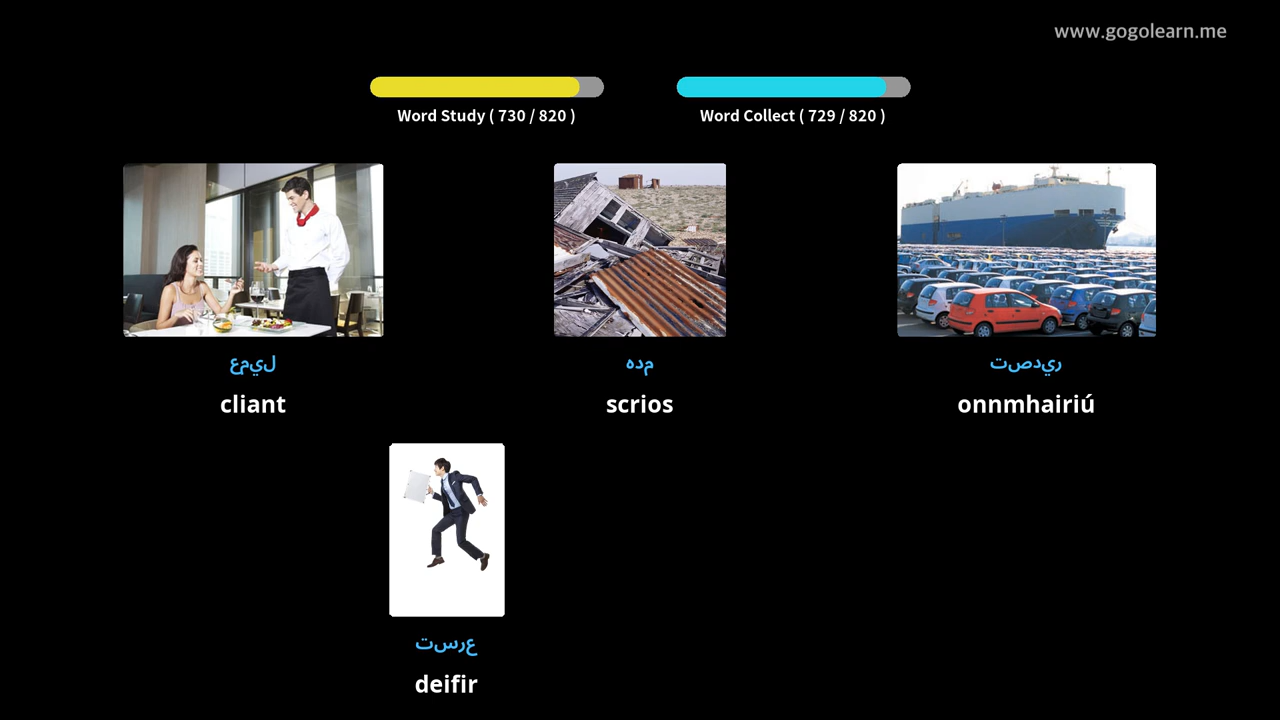 www.gogolearn.me
Word Study ( 730 / 820 )
Word Collect ( 729 / 820 )
عميل
cliant
هدم
scrios
تصدير
onnmhairiú
تسرع
deifir